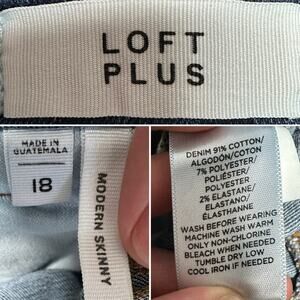 LOFT
PLUS
MADE IN
GUATEMALA
18
MODERN SKINNY
DENIM 91% COTTON/
ALGODÓN/COTON
7% POLYESTER/
POLIÉSTER/
POLYESTER
2% ELASTANE/
ELASTANO/
ÉLASTHANNE
WASH BEFORE WEARING
MACHINE WASH WARM
ONLY NON-CHLORINE
BLEACH WHEN NEEDED
TUMBLE DRY LOW
COOL IRON IF NEEDED